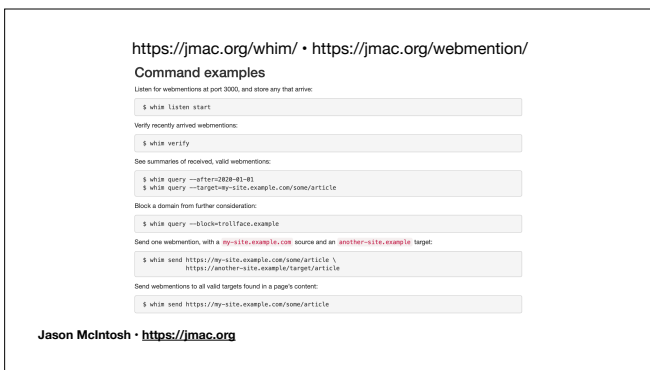 https://jmac.org/whim/ • https://jmac.org/webmention/
Command examples
Listen for webmentions at port 3000, and store any that arrive:
$ whim listen start
Verify recently arrived webmentions:
$ whim verify
See summaries of received, valid webmentions:
$ whim query --after=2020-01-01
$ whim query --target=my-site.example.com/some/article
Block a domain from further consideration:
$ whim query --block=trollface.example
Send one webmention, with a my-site.example.com source and an another-site.example target:
$ whim send https://my-site.example.com/some/article \
https://another-site.example/target/article
Send webmentions to all valid targets found in a page's content:
$ whim send https://my-site.example.com/some/article
Jason McIntosh • https://jmac.org